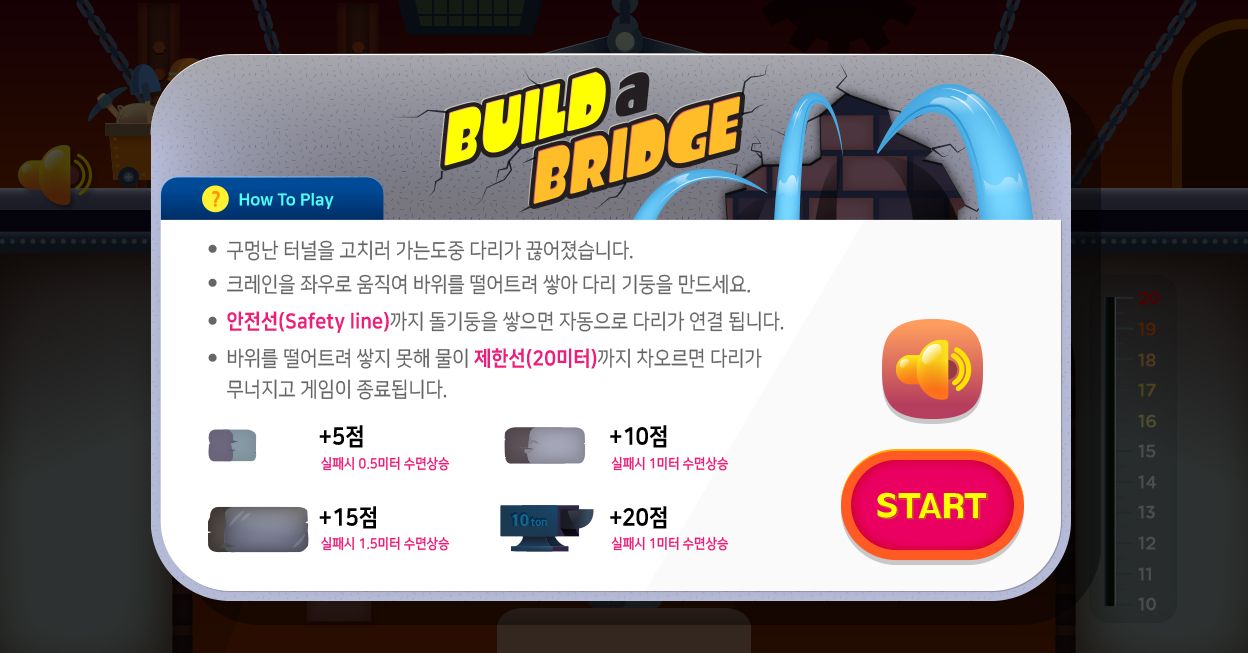 BUILD a
BRIDGE
? How To Play
구멍난 터널을 고치러 가는도중 다리가 끊어졌습니다.
크레인을 좌우로 움직여 바위를 떨어트려 쌓아 다리 기둥을 만드세요.
안전선(Safety line)까지 돌기둥을 쌓으면 자동으로 다리가 연결 됩니다.
바위를 떨어트려 쌓지 못해 물이 제한선(20미터)까지 차오르면 다리가
무너지고 게임이 종료됩니다.
+5점
실패시 0.5미터 수면상승
+10점
실패시 1미터 수면상승
+15점
실패시 1.5미터 수면상승
10ton
+20점
실패시 1미터 수면상승
START
20
19
18
17
16
15
14
13
12
11
10